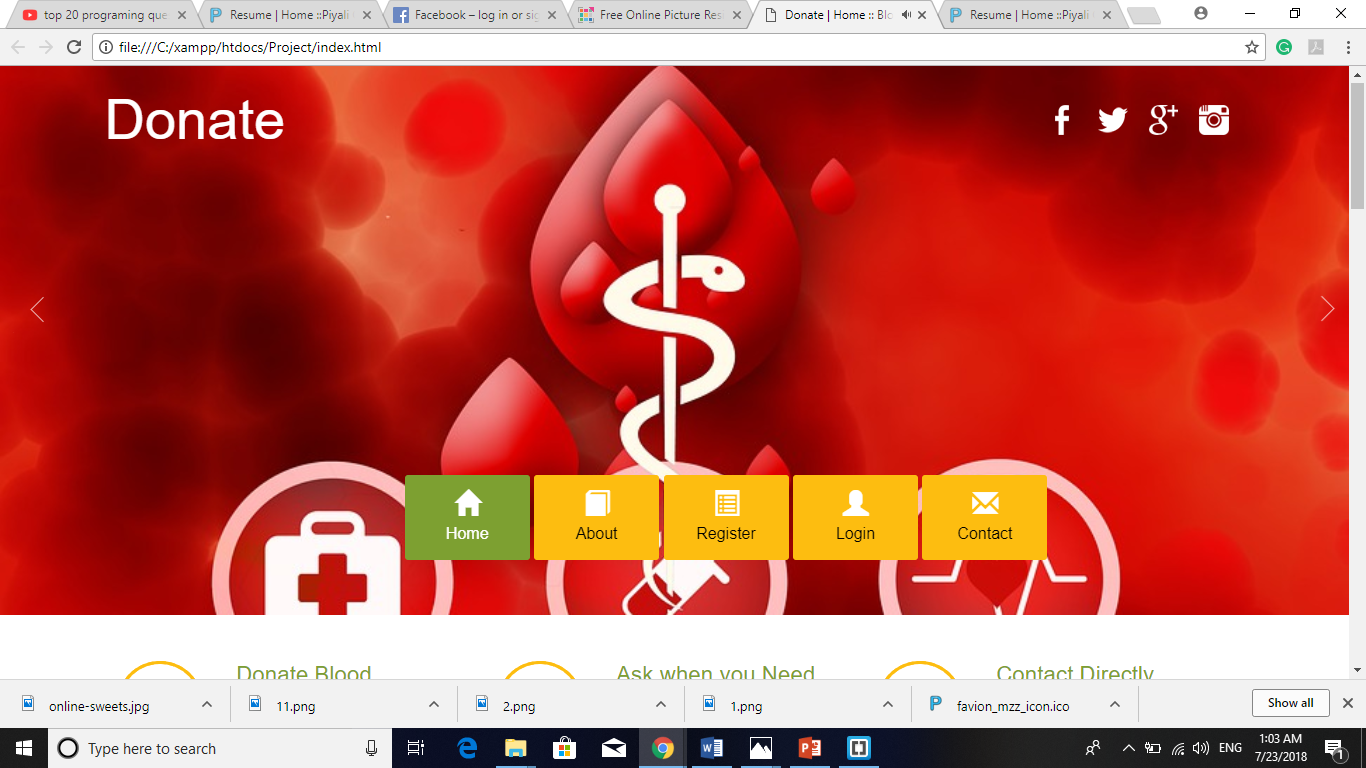 top 20 programing que
Resume | Home ::Piyali
Facebook – log in or sig
Free Online Picture Resi
Donate | Home :: Blo
Resume | Home ::Piyali
file:///C:/xampp/htdocs/Project/index.html
Donate
Home
About
Register
Login
Contact
Donate Blood
Ask when you Need
Contact Directly
online-sweets.jpg
11.png
2.png
1.png
favion_mzz_icon.ico
Show all
Type here to search
ENG
1:03 AM
7/23/2018
1